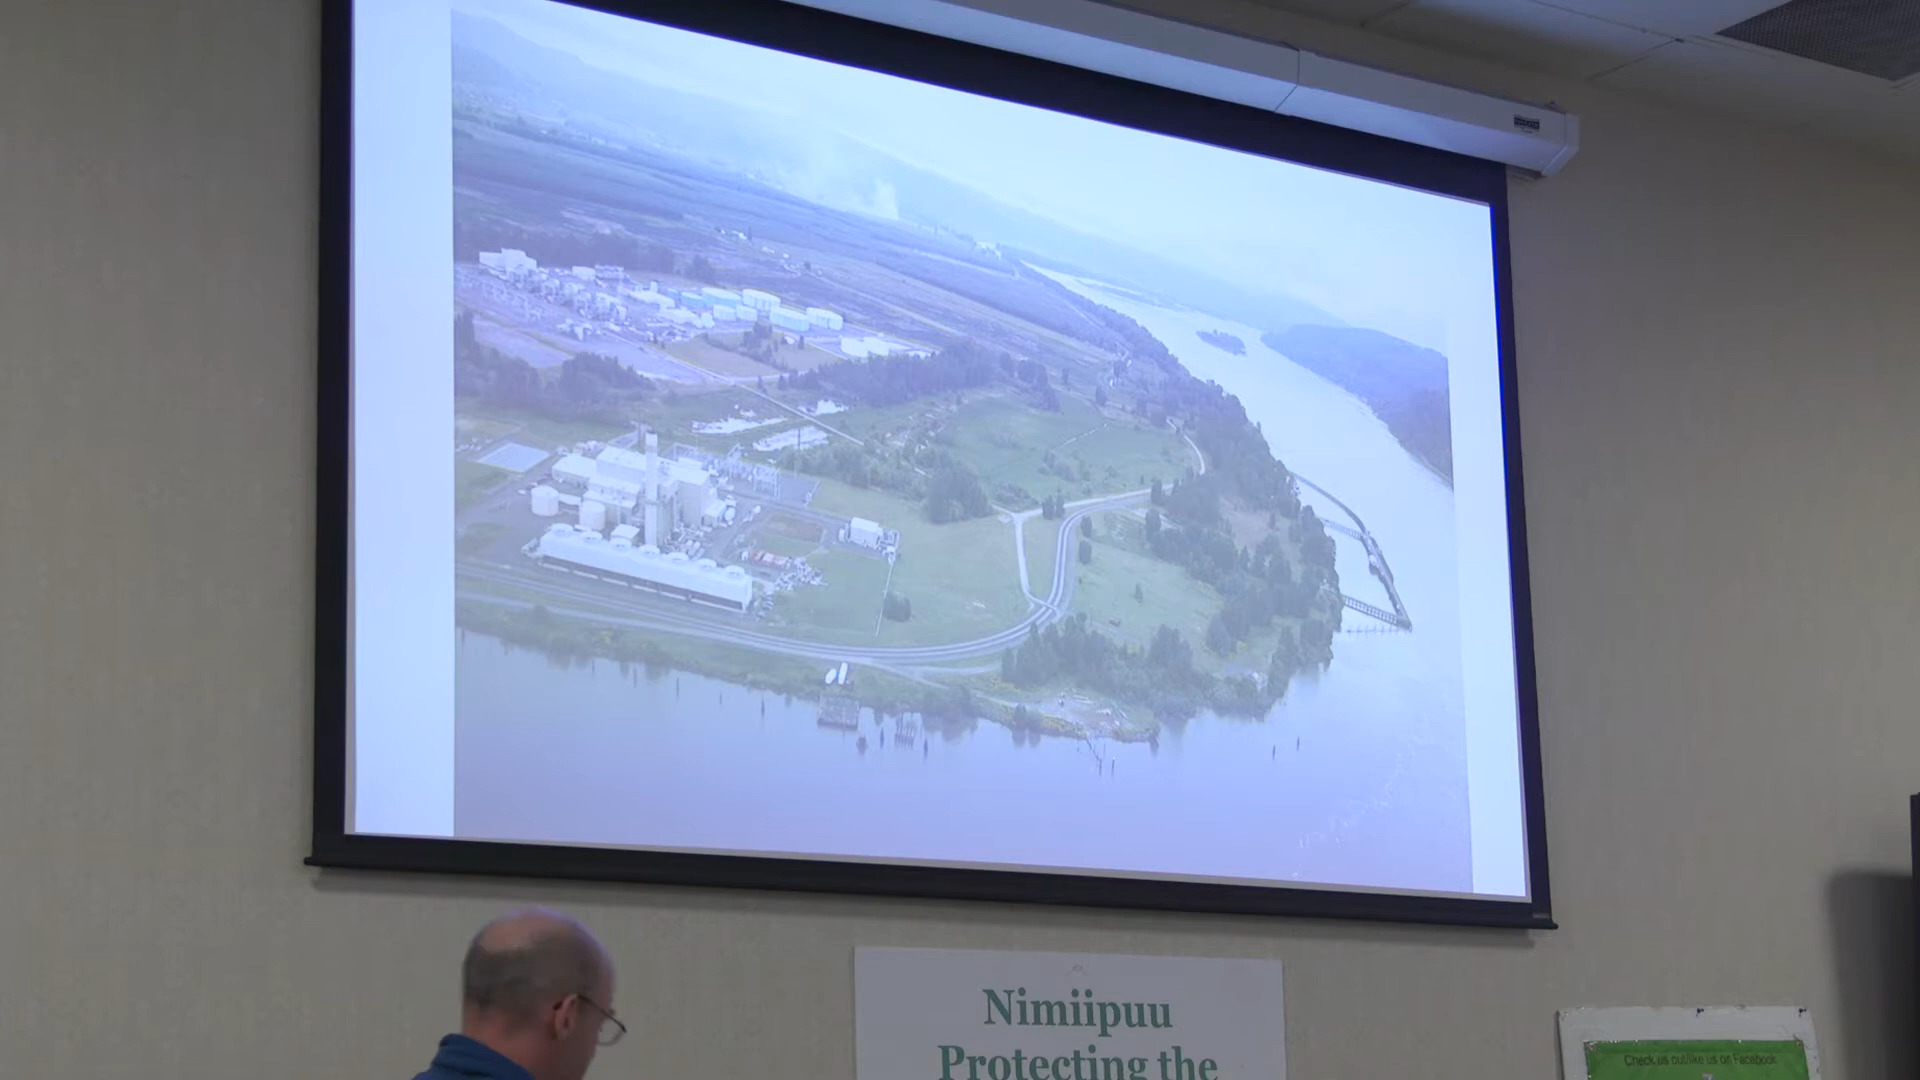 Nimiipuu
Protecting the
Check us out/like us on Facebook